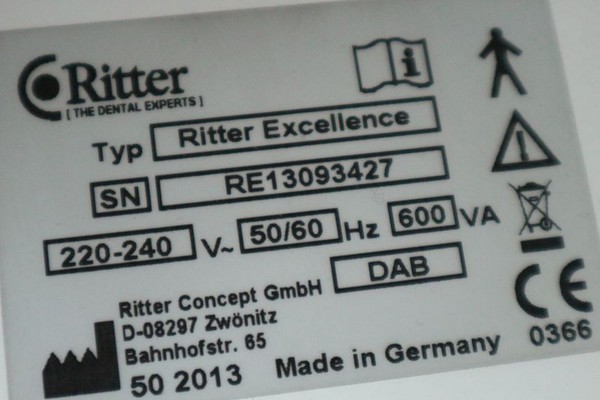 Ritter
[ THE DENTAL EXPERTS ]
Typ Ritter Excellence
SN RE13093427
220-240 V~ 50/60 Hz 600 VA
DAB
Ritter Concept GmbH
D-08297 Zwönitz
Bahnhofstr. 65
50 2013 Made in Germany
CE 0366